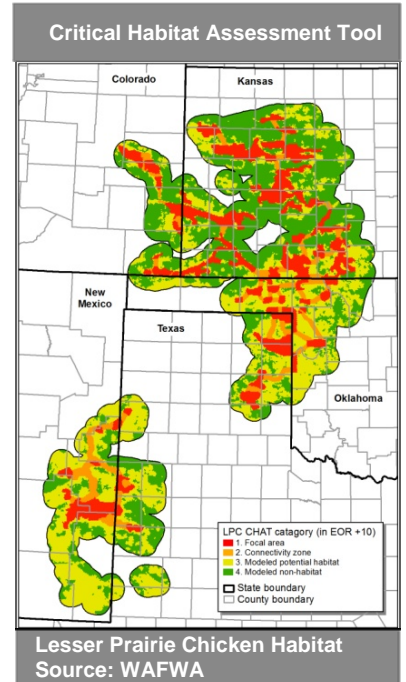 Critical Habitat Assessment Tool
Colorado
Kansas
New
Mexico
Texas
Oklahoma
LPC CHAT catagory (in EOR +10)
1. Focal area
2. Connectivity zone
3. Modeled potential habitat
4. Modeled non-habitat
State boundary
County boundary
Lesser Prairie Chicken Habitat
Source: WAFWA